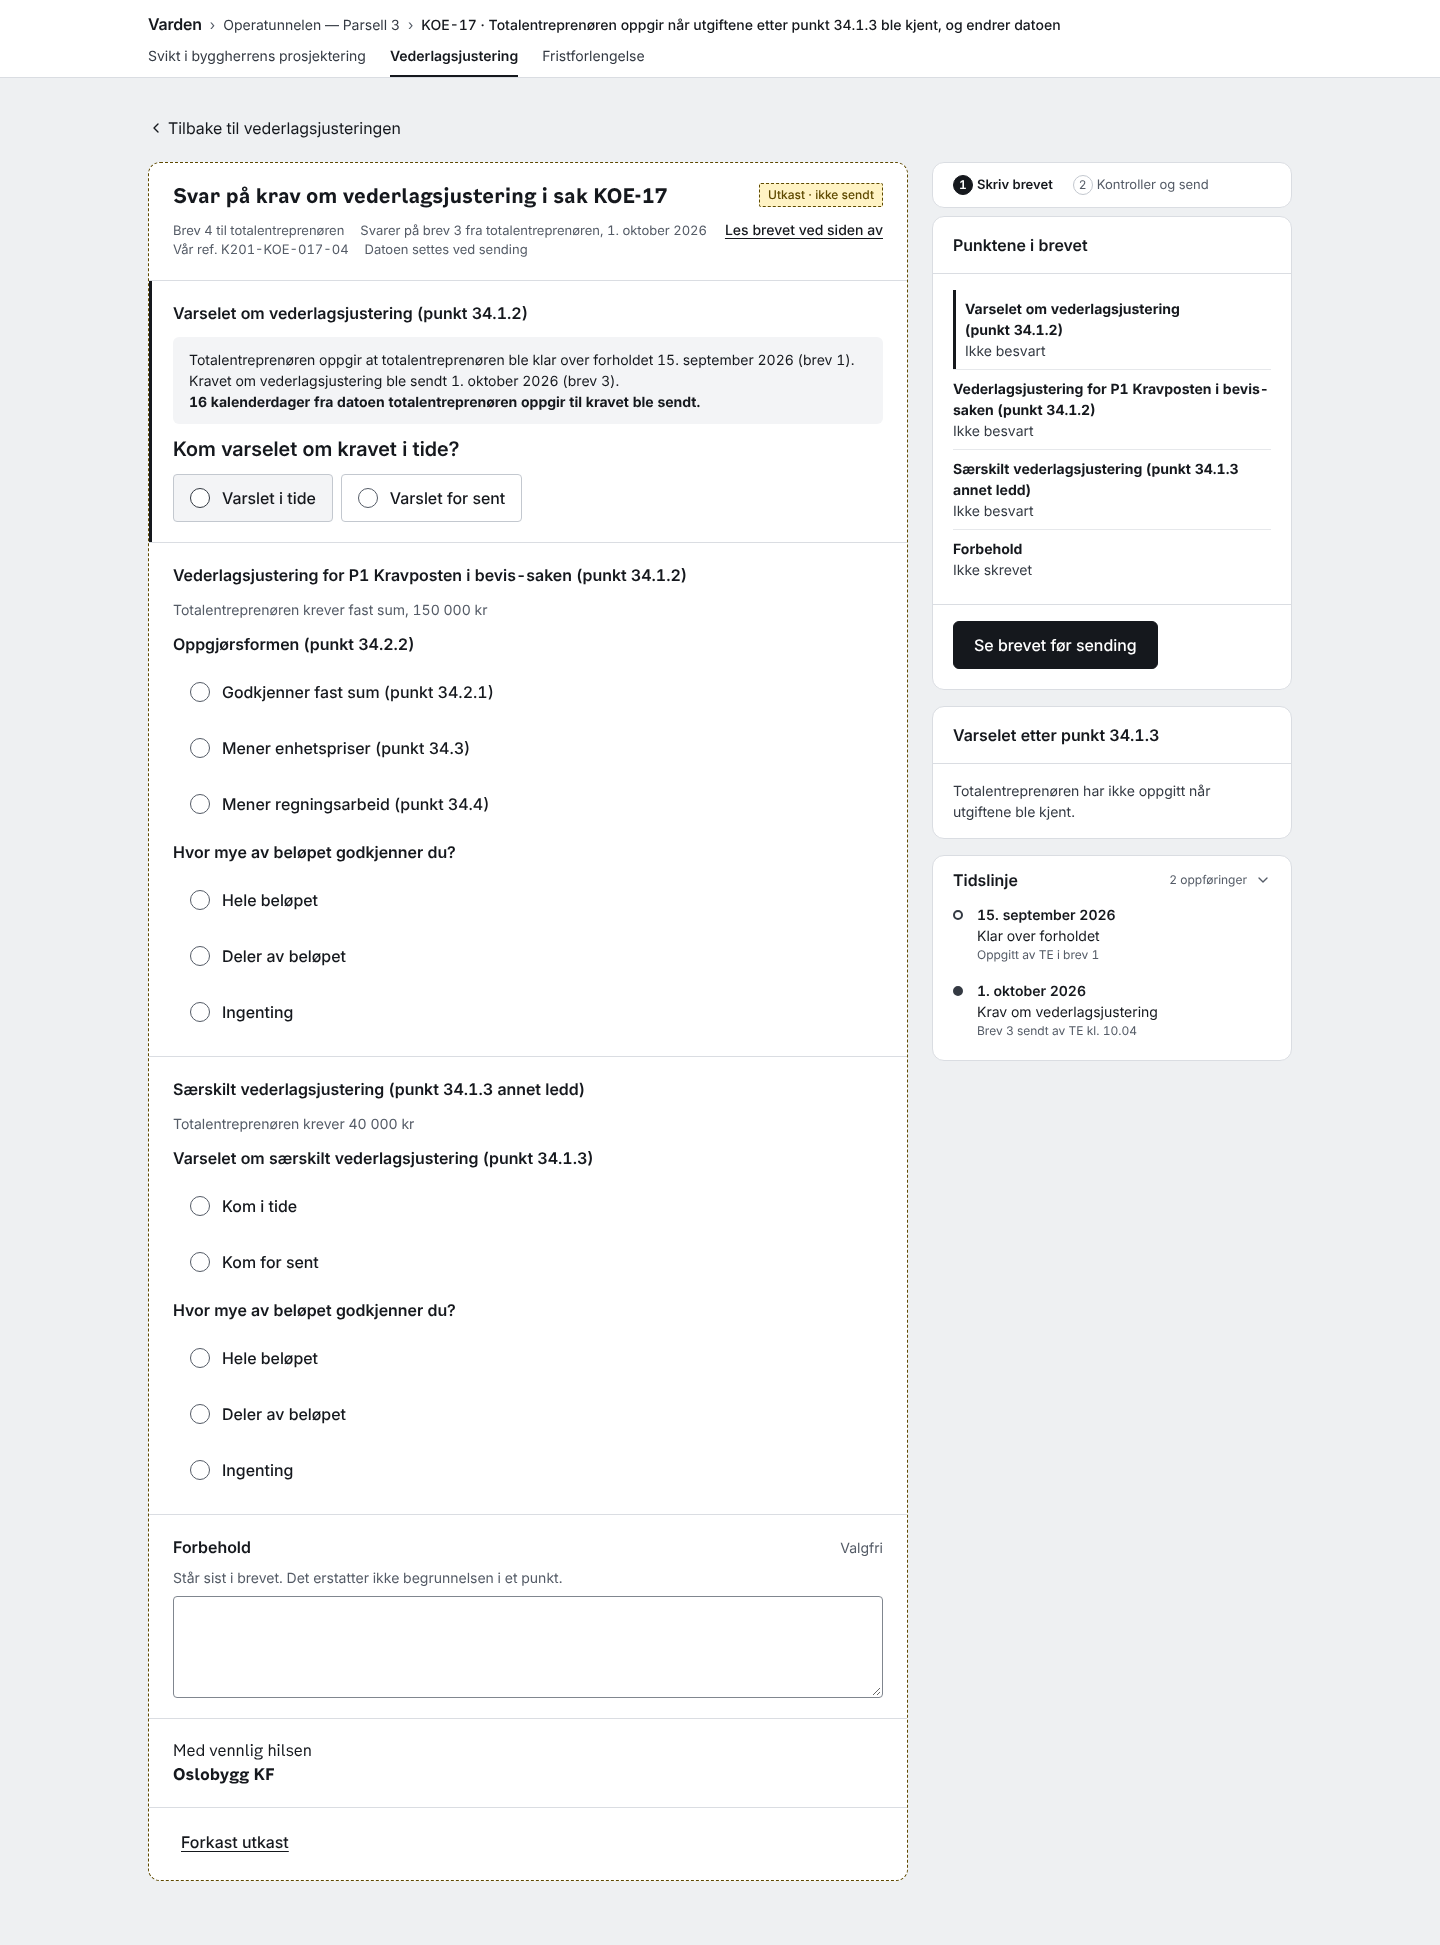 Varden › Operatunnelen — Parsell 3 › KOE-17 · Totalentreprenøren oppgir når utgiftene etter punkt 34.1.3 ble kjent, og endrer datoen
Svikt i byggherrens prosjektering Vederlagsjustering Fristforlengelse
Tilbake til vederlagsjusteringen
Svar på krav om vederlagsjustering i sak KOE-17
Utkast · ikke sendt
Brev 4 til totalentreprenøren Svarer på brev 3 fra totalentreprenøren, 1. oktober 2026 Les brevet ved siden av
Vår ref. K201-KOE-017-04 Datoen settes ved sending
Varselet om vederlagsjustering (punkt 34.1.2)
Totalentreprenøren oppgir at totalentreprenøren ble klar over forholdet 15. september 2026 (brev 1).
Kravet om vederlagsjustering ble sendt 1. oktober 2026 (brev 3).
16 kalenderdager fra datoen totalentreprenøren oppgir til kravet ble sendt.
Kom varselet om kravet i tide?
Varslet i tide Varslet for sent
Vederlagsjustering for P1 Kravposten i bevis-saken (punkt 34.1.2)
Totalentreprenøren krever fast sum, 150 000 kr
Oppgjørsformen (punkt 34.2.2)
Godkjenner fast sum (punkt 34.2.1)
Mener enhetspriser (punkt 34.3)
Mener regningsarbeid (punkt 34.4)
Hvor mye av beløpet godkjenner du?
Hele beløpet
Deler av beløpet
Ingenting
Særskilt vederlagsjustering (punkt 34.1.3 annet ledd)
Totalentreprenøren krever 40 000 kr
Varselet om særskilt vederlagsjustering (punkt 34.1.3)
Kom i tide
Kom for sent
Hvor mye av beløpet godkjenner du?
Hele beløpet
Deler av beløpet
Ingenting
Forbehold Valgfri
Står sist i brevet. Det erstatter ikke begrunnelsen i et punkt.
Med vennlig hilsen
Oslobygg KF
Forkast utkast
1 Skriv brevet 2 Kontroller og send
Punktene i brevet
Varselet om vederlagsjustering
(punkt 34.1.2)
Ikke besvart
Vederlagsjustering for P1 Kravposten i bevis-
saken (punkt 34.1.2)
Ikke besvart
Særskilt vederlagsjustering (punkt 34.1.3
annet ledd)
Ikke besvart
Forbehold
Ikke skrevet
Se brevet før sending
Varselet etter punkt 34.1.3
Totalentreprenøren har ikke oppgitt når
utgiftene ble kjent.
Tidslinje 2 oppføringer
15. september 2026
Klar over forholdet
Oppgitt av TE i brev 1
1. oktober 2026
Krav om vederlagsjustering
Brev 3 sendt av TE kl. 10.04